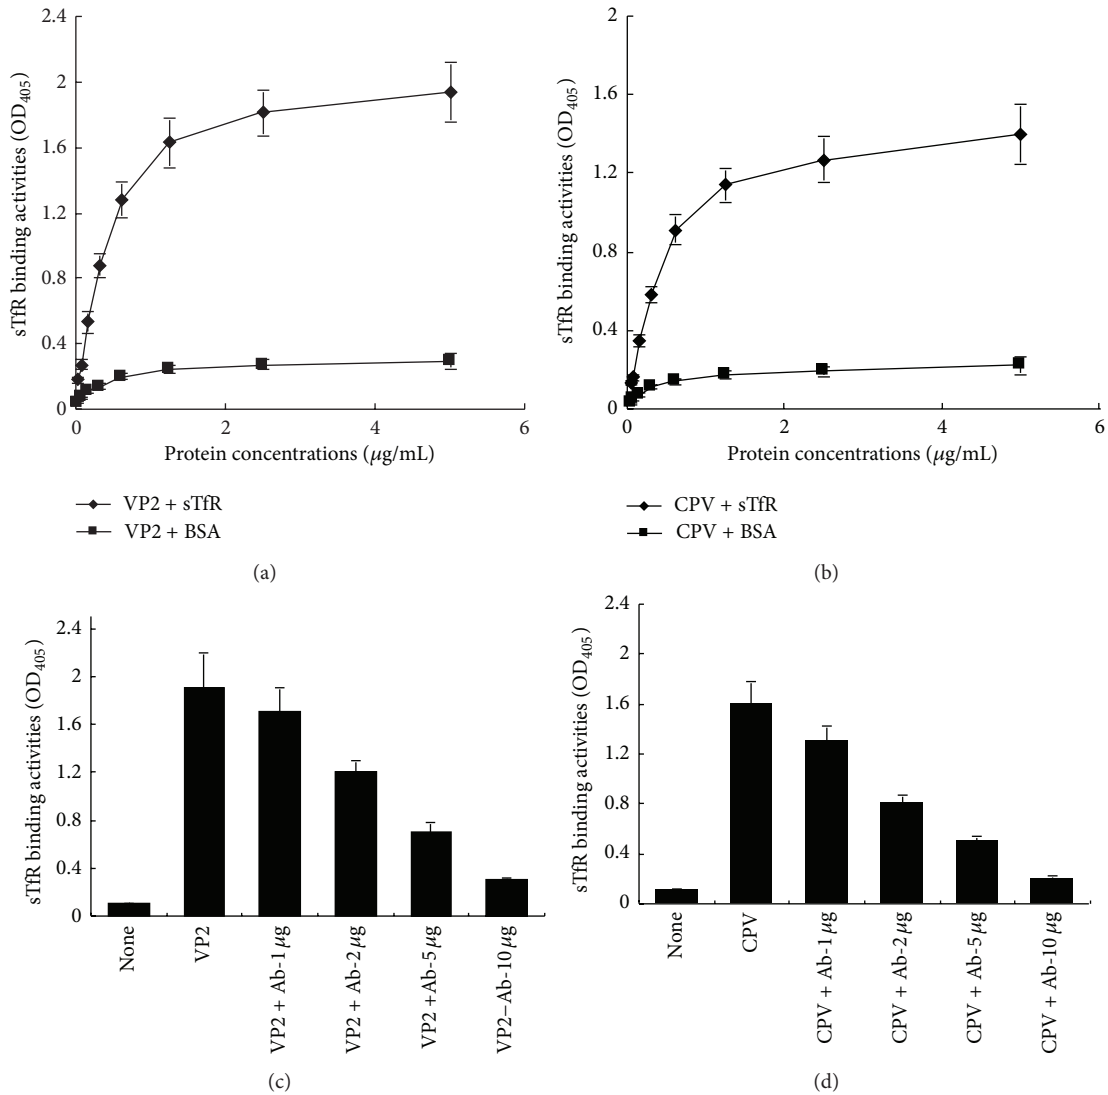 2.4
2
1.6
1.2
0.8
0.4
0
sTfR binding activities (OD405)
0 2 4 6
Protein concentrations (μg/mL)
VP2 + sTfR
VP2 + BSA
(a)
2
1.6
1.2
0.8
0.4
0
sTfR binding activities (OD405)
0 2 4 6
Protein concentrations (μg/mL)
CPV + sTfR
CPV + BSA
(b)
2.4
2
1.6
1.2
0.8
0.4
0
sTfR binding activities (OD405)
None
VP2
VP2 + Ab-1 μg
VP2 + Ab-2 μg
VP2 +Ab-5 μg
VP2–Ab-10 μg
(c)
2.4
2
1.6
1.2
0.8
0.4
0
sTfR binding activities (OD405)
None
CPV
CPV + Ab-1 μg
CPV + Ab-2 μg
CPV + Ab-5 μg
CPV + Ab-10 μg
(d)